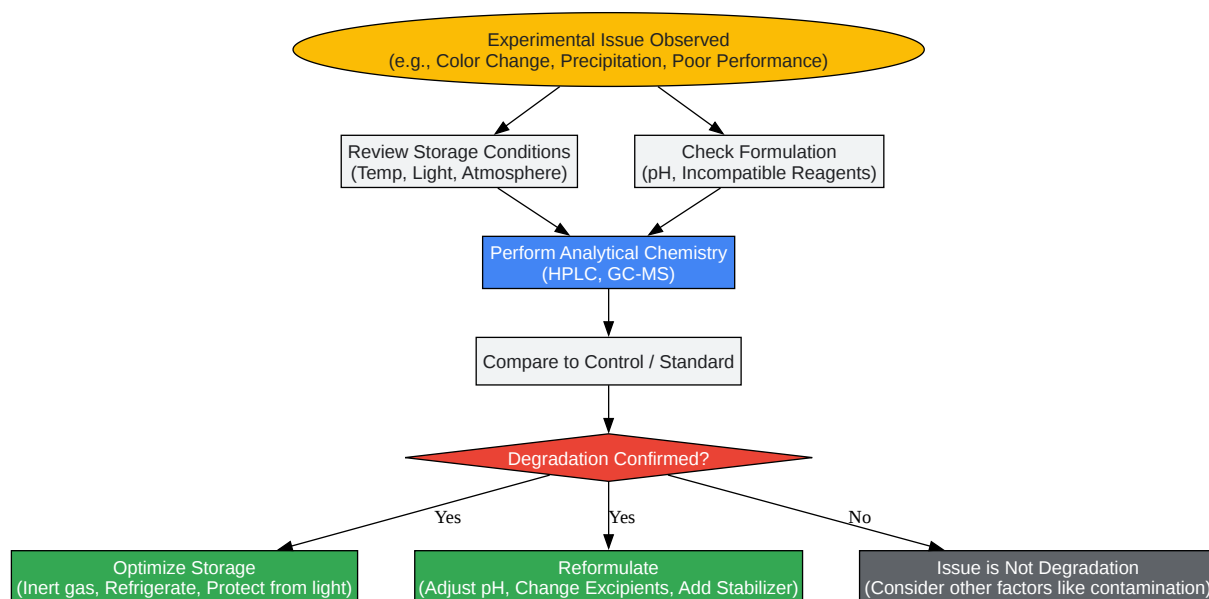 Experimental Issue Observed
(e.g., Color Change, Precipitation, Poor Performance)
Review Storage Conditions
(Temp, Light, Atmosphere)
Check Formulation
(pH, Incompatible Reagents)
Perform Analytical Chemistry
(HPLC, GC-MS)
Compare to Control / Standard
Degradation Confirmed?
Yes
Yes
No
Optimize Storage
(Inert gas, Refrigerate, Protect from light)
Reformulate
(Adjust pH, Change Excipients, Add Stabilizer)
Issue is Not Degradation
(Consider other factors like contamination)